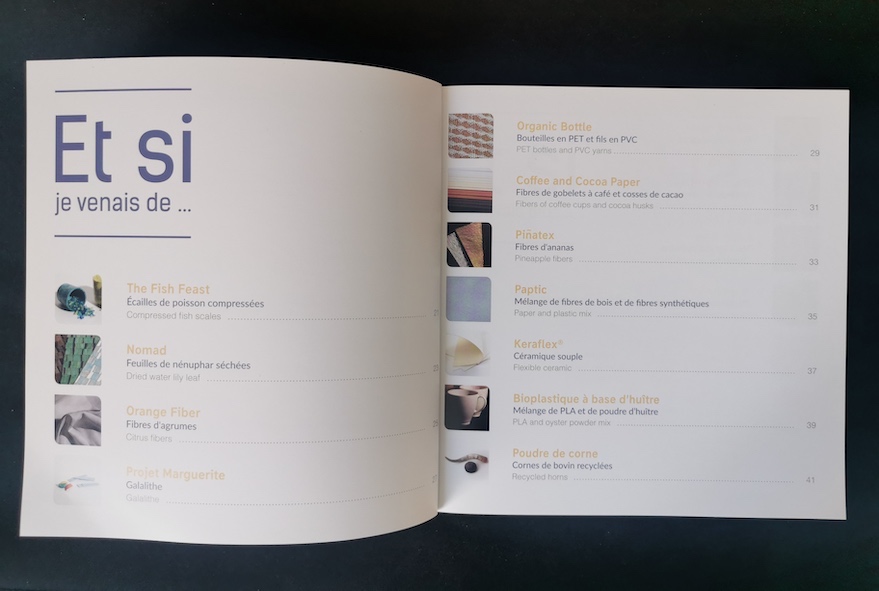 Et si
je venais de ...
The Fish Feast
Écailles de poisson compressées
Compressed fish scales
Nomad
Feuilles de nénuphar séchées
Dried water lily leaf
Orange Fiber
Fibres d'agrumes
Citrus fibers
Projet Marguerite
Galalithe
Galalithe
Organic Bottle
Bouteilles en PET et fils en PVC
PET bottles and PVC yarns 29
Coffee and Cocoa Paper
Fibres de gobelets à café et cosses de cacao
Fibers of coffee cups and cocoa husks 31
Piñatex
Fibres d'ananas
Pineapple fibers 33
Paptic
Mélange de fibres de bois et de fibres synthétiques
Paper and plastic mix 35
Keraflex®
Céramique souple
Flexible ceramic 37
Bioplastique à base d'huître
Mélange de PLA et de poudre d'huître
PLA and oyster powder mix 39
Poudre de corne
Cornes de bovin recyclées
Recycled horns 41